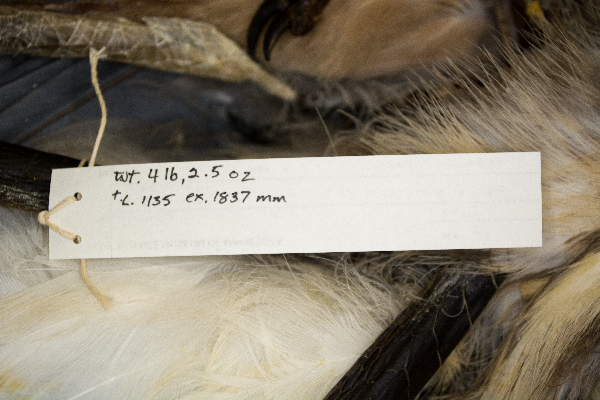 wt. 4 lb, 2.5 oz
tL. 1135 ex. 1837 mm